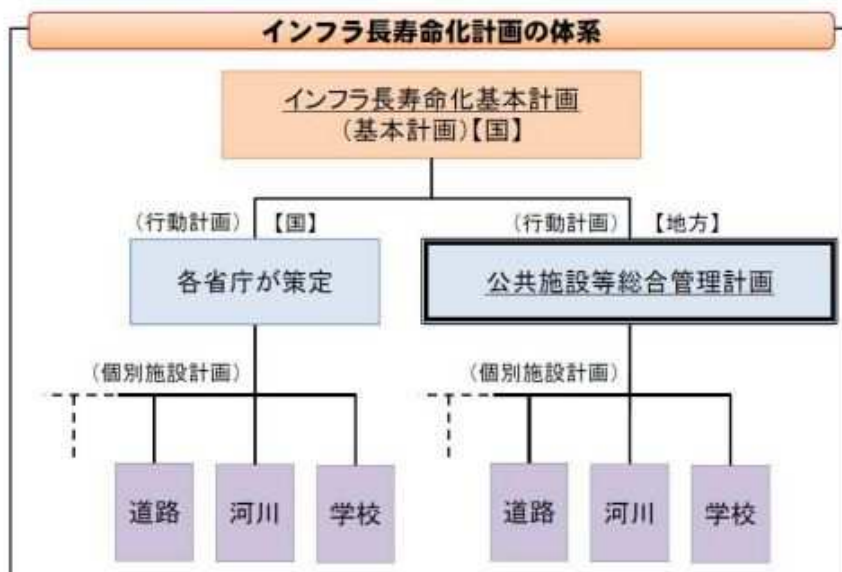 インフラ長寿命化計画の体系
インフラ長寿命化基本計画
(基本計画)【国】
(行動計画) 【国】
(行動計画) 【地方】
各省庁が策定
公共施設等総合管理計画
(個別施設計画)
(個別施設計画)
道路
河川
学校
道路
河川
学校